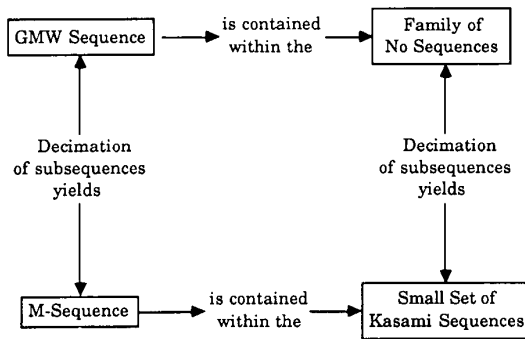 GMW Sequence
is contained
within the
Family of
No Sequences
Decimation
of subsequences
yields
Decimation
of subsequences
yields
M-Sequence
is contained
within the
Small Set of
Kasami Sequences